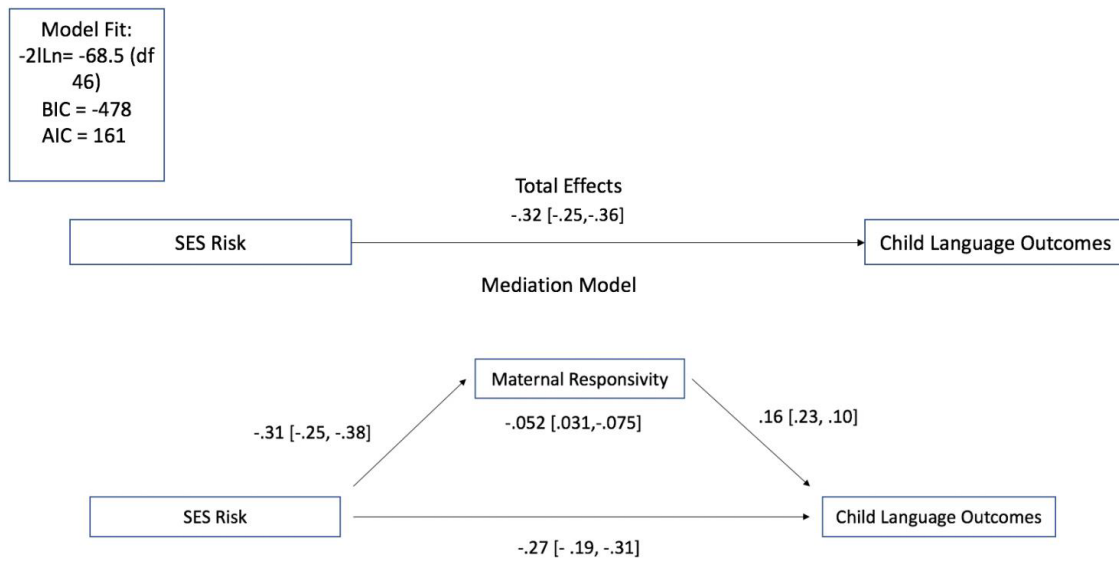 Model Fit:
-2lLn= -68.5 (df
46)
BIC = -478
AIC = 161
Total Effects
-.32 [-.25,-.36]
SES Risk
Child Language Outcomes
Mediation Model
Maternal Responsivity
-.31 [-.25, -.38]
-.052 [.031,-.075]
.16 [.23, .10]
SES Risk
Child Language Outcomes
-.27 [- .19, -.31]